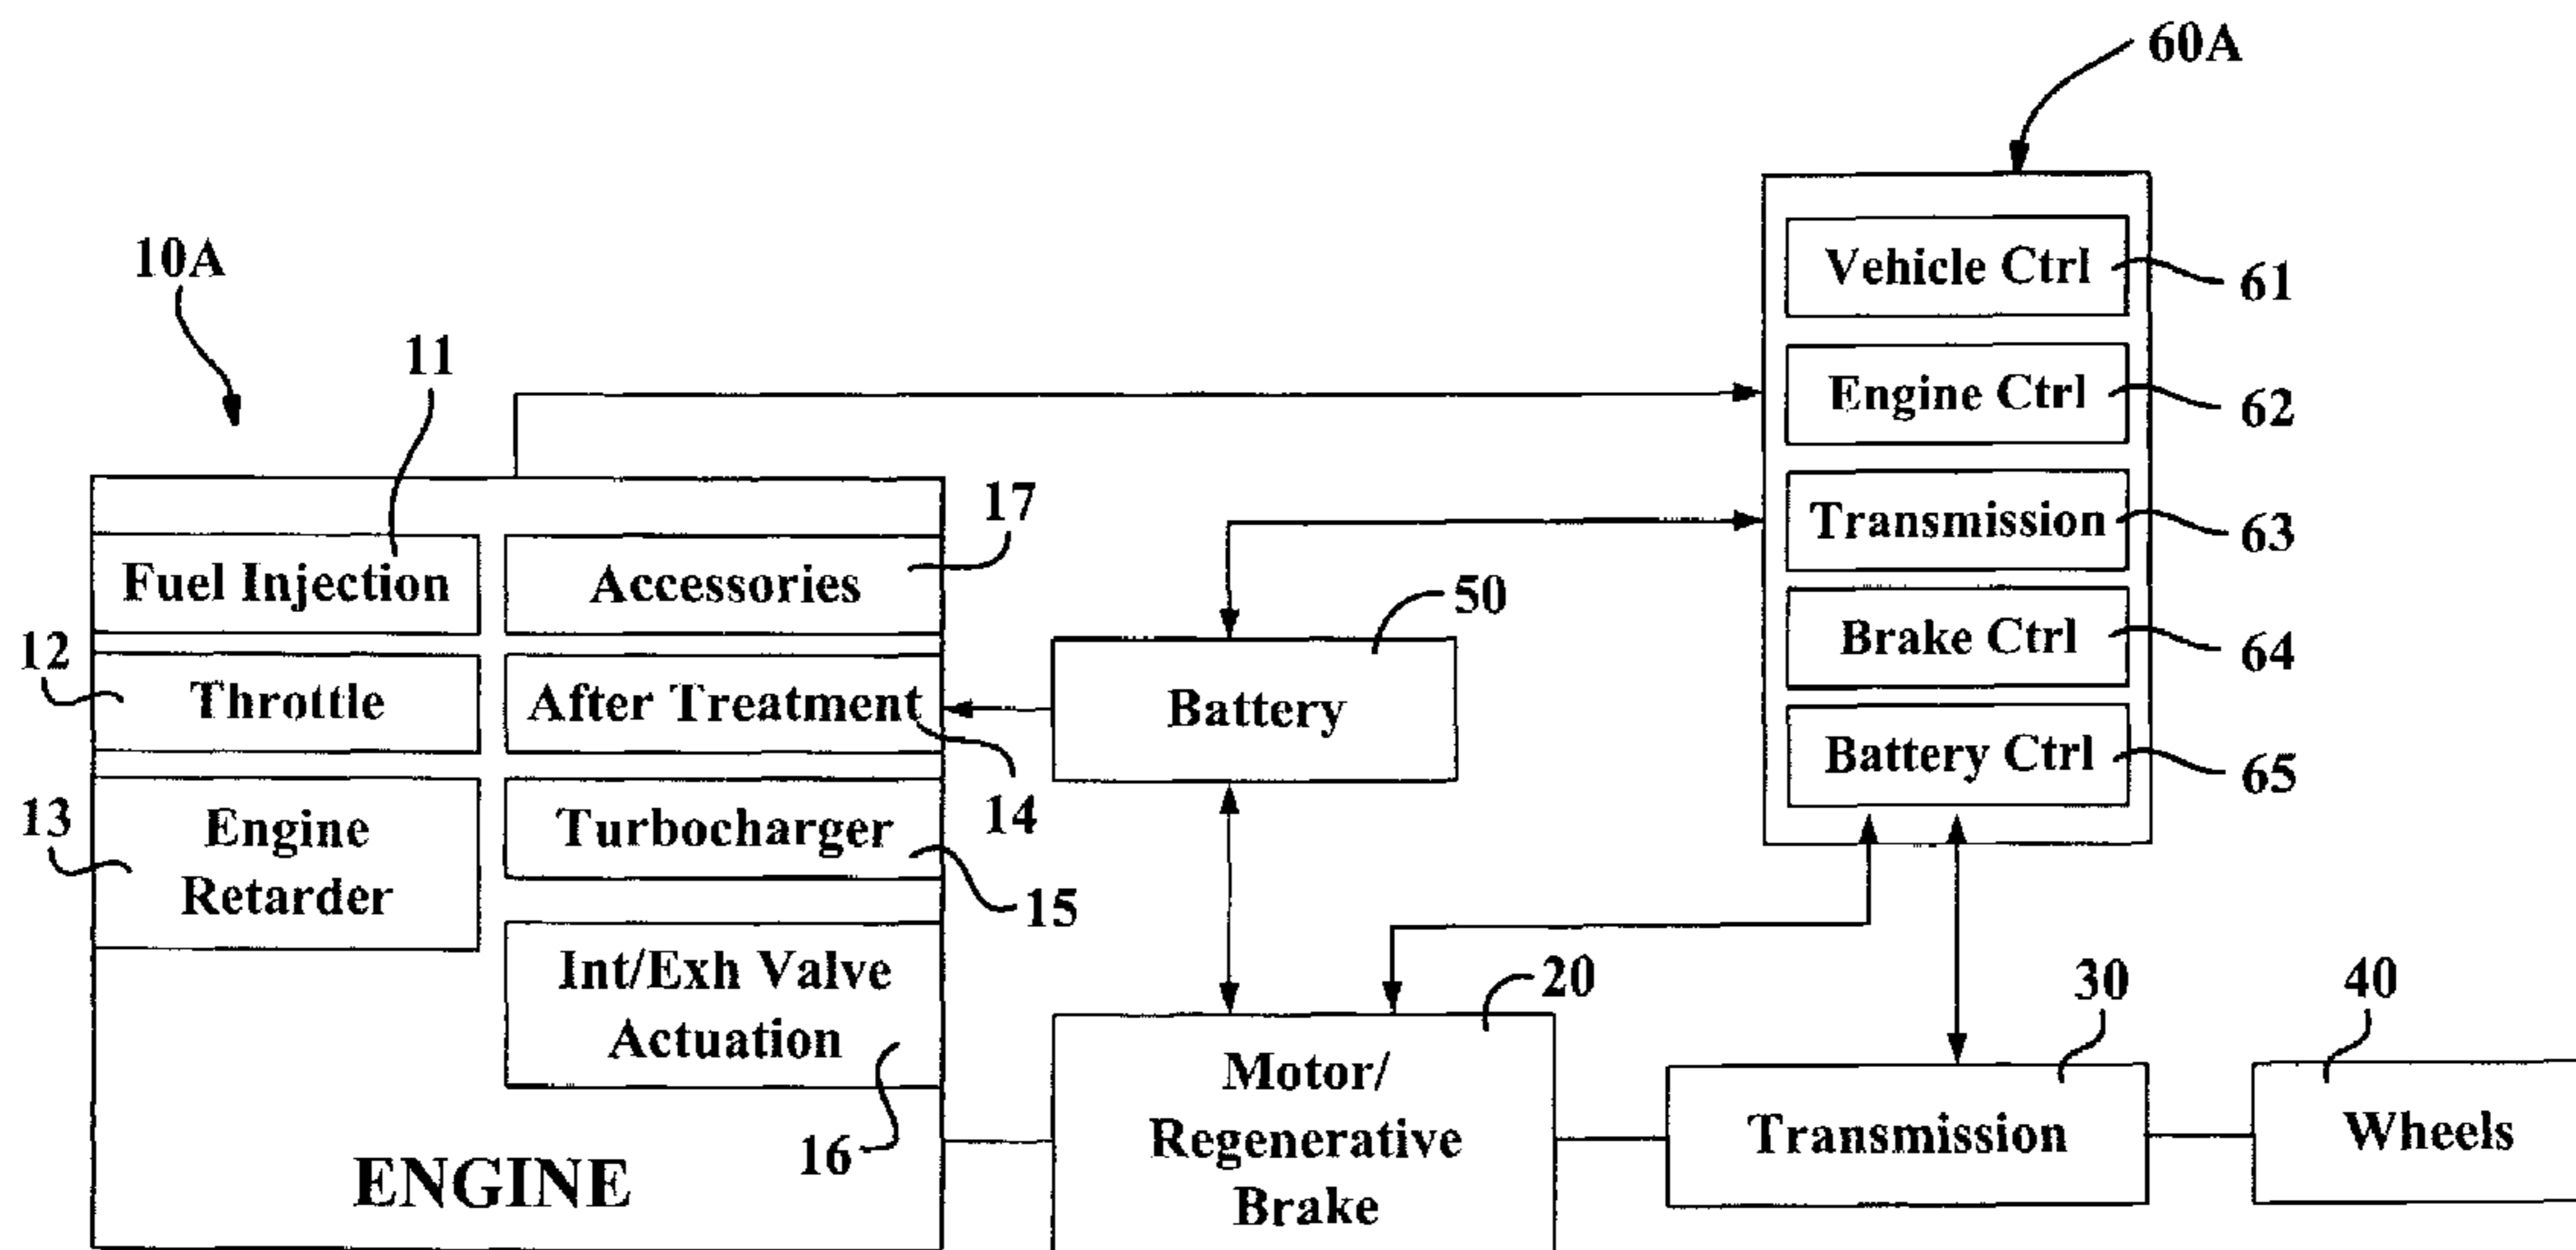 60A
10A
Vehicle Ctrl
61
11
Engine Ctrl
62
17
Transmission
63
Fuel Injection
Accessories
50
Brake Ctrl
64
12
Throttle
After Treatment
Battery
Battery Ctrl
65
13
Engine
Retarder
Turbocharger
14
15
Int/Exh Valve
Actuation
16
ENGINE
20
Motor/
Regenerative
Brake
30
Transmission
40
Wheels